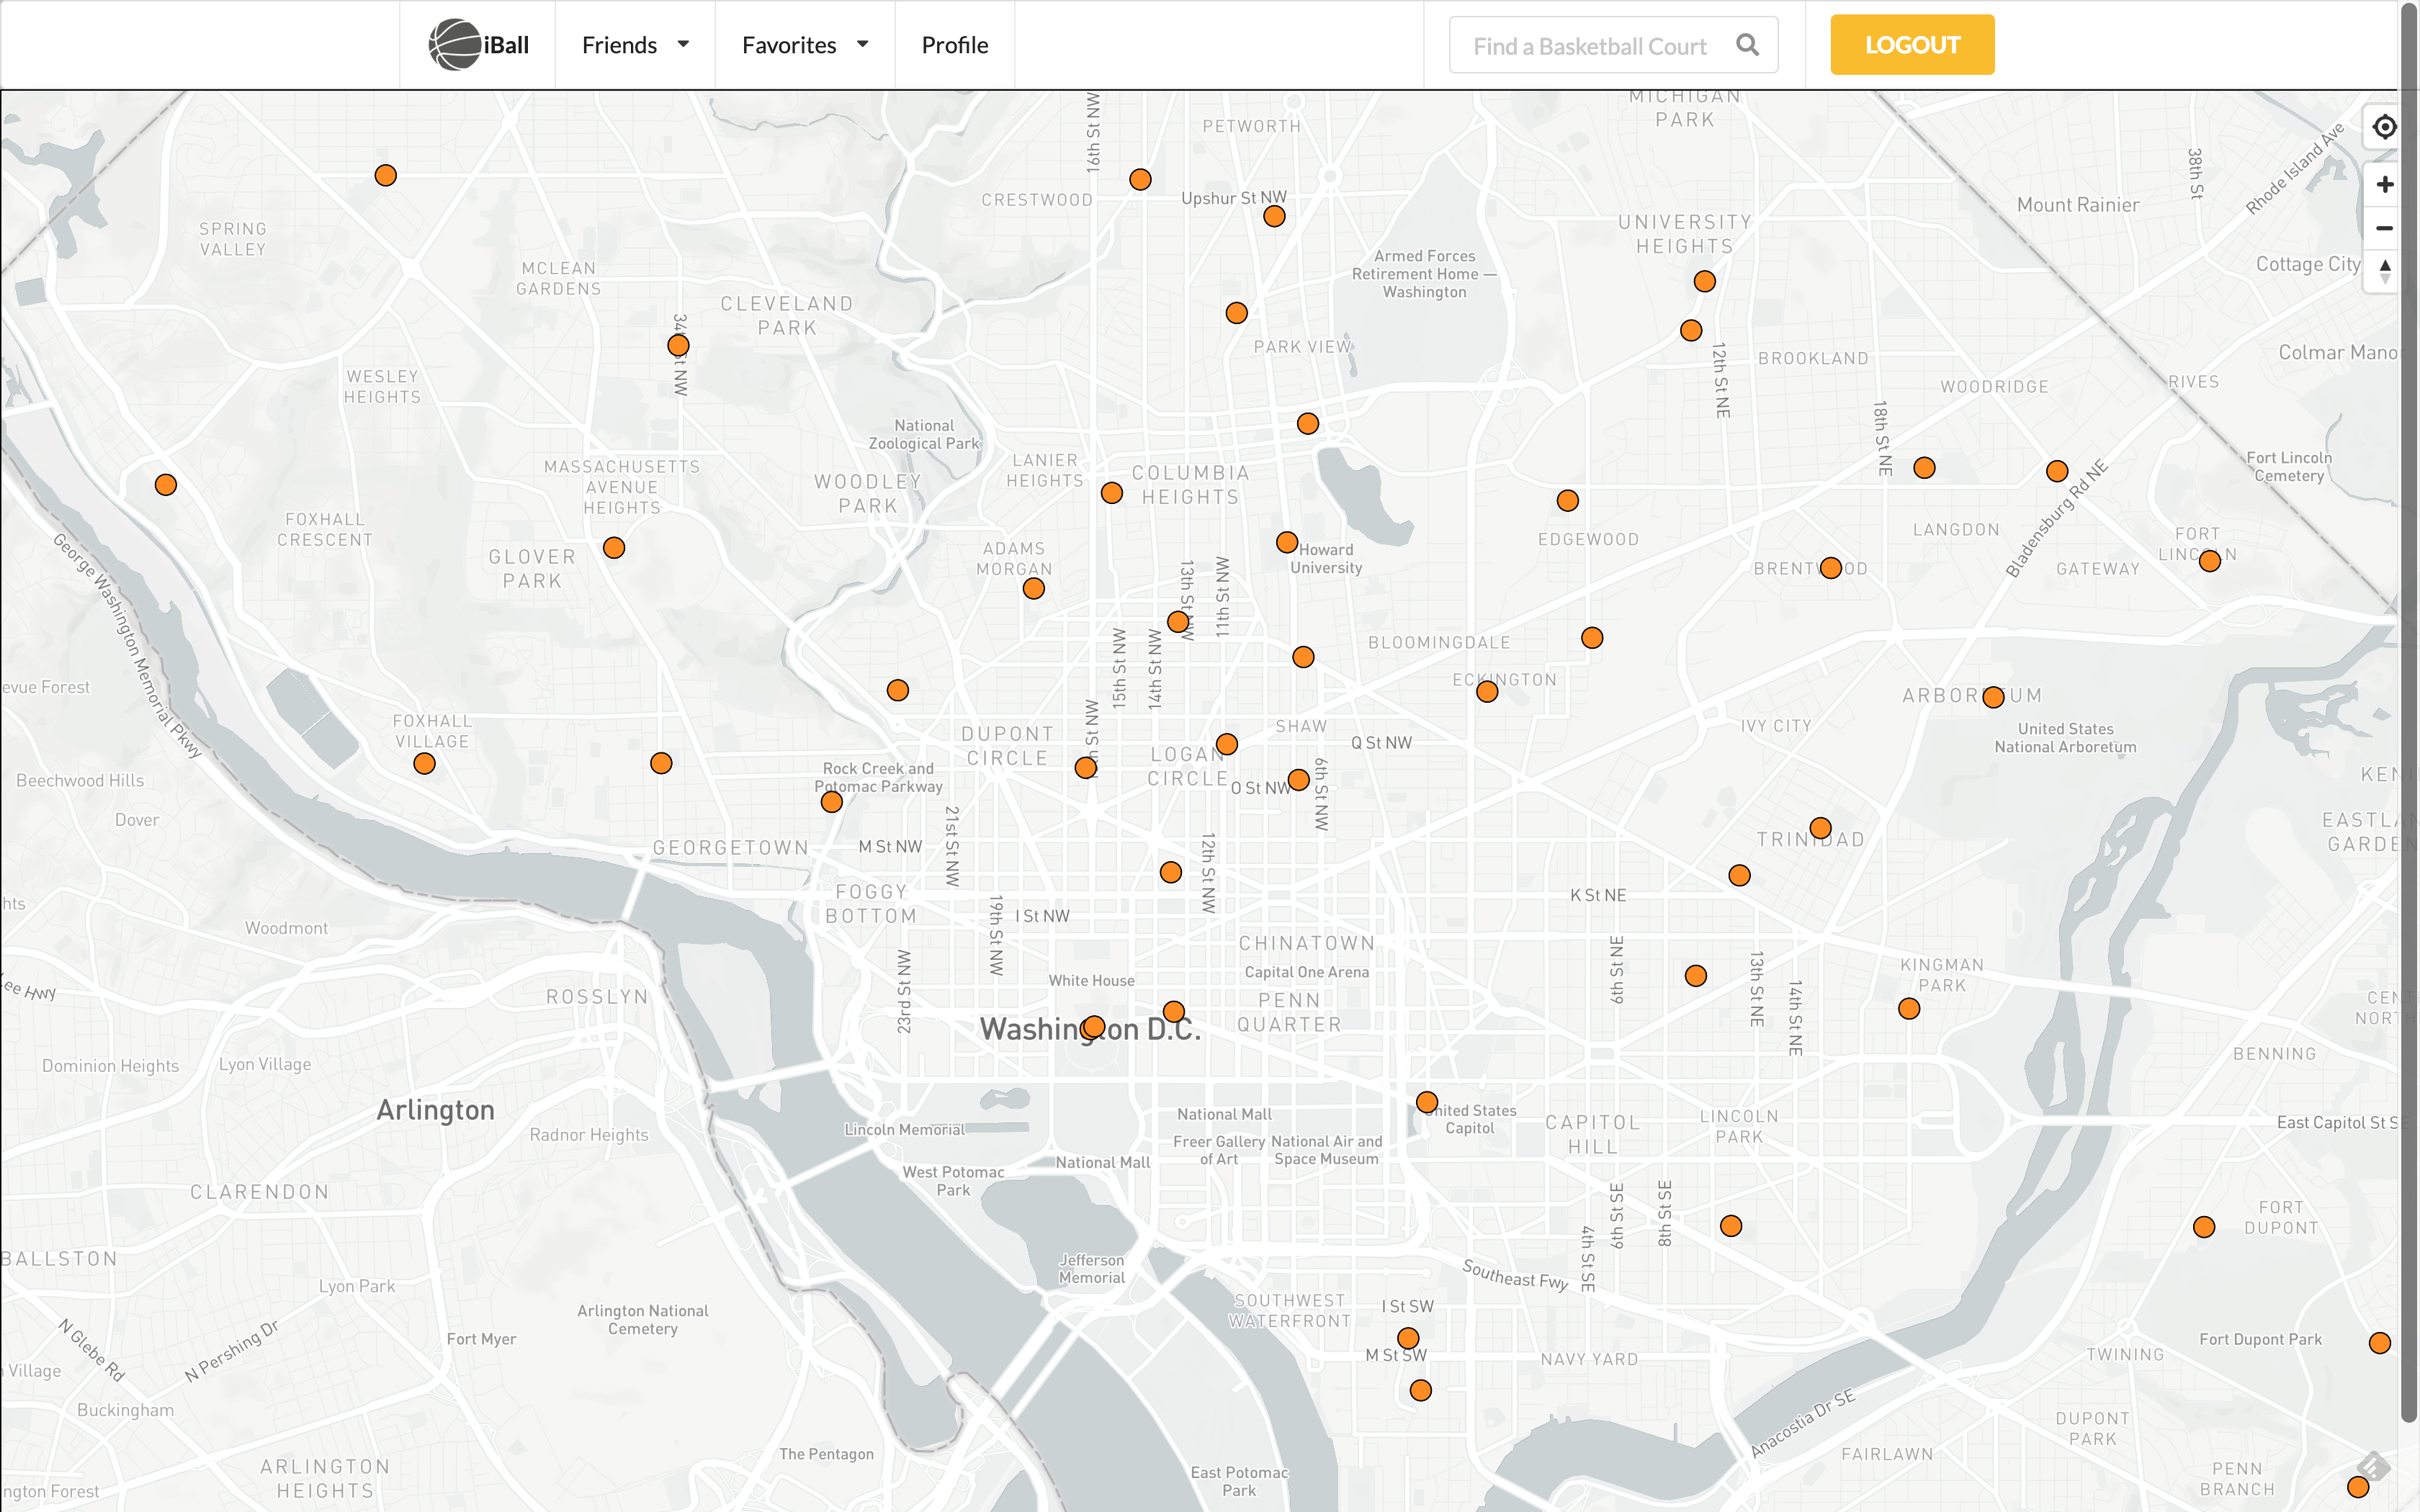 iBall
Friends
Favorites
Profile
Find a Basketball Court
LOGOUT
MICHIGAN
PARK
16th St NW
PETWORTH
38th St
Rhode Island Ave
CRESTWOOD
Upshur St NW
Mount Rainier
SPRING
VALLEY
UNIVERSITY
HEIGHTS
Armed Forces
Retirement Home —
Washington
Cottage City
MCLEAN
GARDENS
CLEVELAND
PARK
34th St NW
PARK VIEW
12th St NE
BROOKLAND
Colmar Manor
WESLEY
HEIGHTS
WOODRIDGE
RIVES
National
Zoological Park
18th St NE
MASSACHUSETTS
AVENUE
HEIGHTS
WOODLEY
PARK
LANIER
HEIGHTS
COLUMBIA
HEIGHTS
Fort Lincoln
Cemetery
Bladensburg Rd NE
FOXHALL
CRESCENT
EDGEWOOD
LANGDON
FORT
LINCOLN
GLOVER
PARK
ADAMS
MORGAN
Howard
University
BRENTWOOD
GATEWAY
George Washington Memorial Pkwy
13th St NW
11th St NW
15th St NW
14th St NW
BLOOMINGDALE
ECKINGTON
evue Forest
ARBORETUM
FOXHALL
VILLAGE
DUPONT
CIRCLE
16th St NW
LOGAN
CIRCLE
SHAW
Q St NW
IVY CITY
United States
National Arboretum
Beechwood Hills
Rock Creek and
Potomac Parkway
O St NW
6th St NW
KEN
Dover
21st St NW
GEORGETOWN
M St NW
12th St NW
TRINIDAD
EASTLA
GARDE
hts
FOGGY
BOTTOM
19th St NW
I St NW
K St NE
Woodmont
CHINATOWN
23rd St NW
White House
Capital One Arena
6th St NE
13th St NE
14th St NE
KINGMAN
PARK
Lee Hwy
ROSSLYN
PENN
QUARTER
Washington D.C.
CEN
NORTH
Dominion Heights
Lyon Village
BENNING
Arlington
National Mall
United States
Capitol
CAPITOL
HILL
LINCOLN
PARK
East Capitol St SE
Radnor Heights
Lincoln Memorial
Freer Gallery
of Art
National Air and
Space Museum
National Mall
West Potomac
Park
CLARENDON
6th St SE
8th St SE
4th St SE
FORT
DUPONT
BALLSTON
Jefferson
Memorial
Southeast Fwy
Lyon Park
SOUTHWEST
WATERFRONT
I St SW
Arlington National
Cemetery
N Glebe Rd
N Pershing Dr
Fort Myer
M St SW
NAVY YARD
TWINING
Fort Dupont Park
Village
Buckingham
Anacostia Dr SE
DUPONT
PARK
The Pentagon
FAIRLAWN
ARLINGTON
HEIGHTS
East Potomac
Park
PENN
BRANCH
ngton Forest